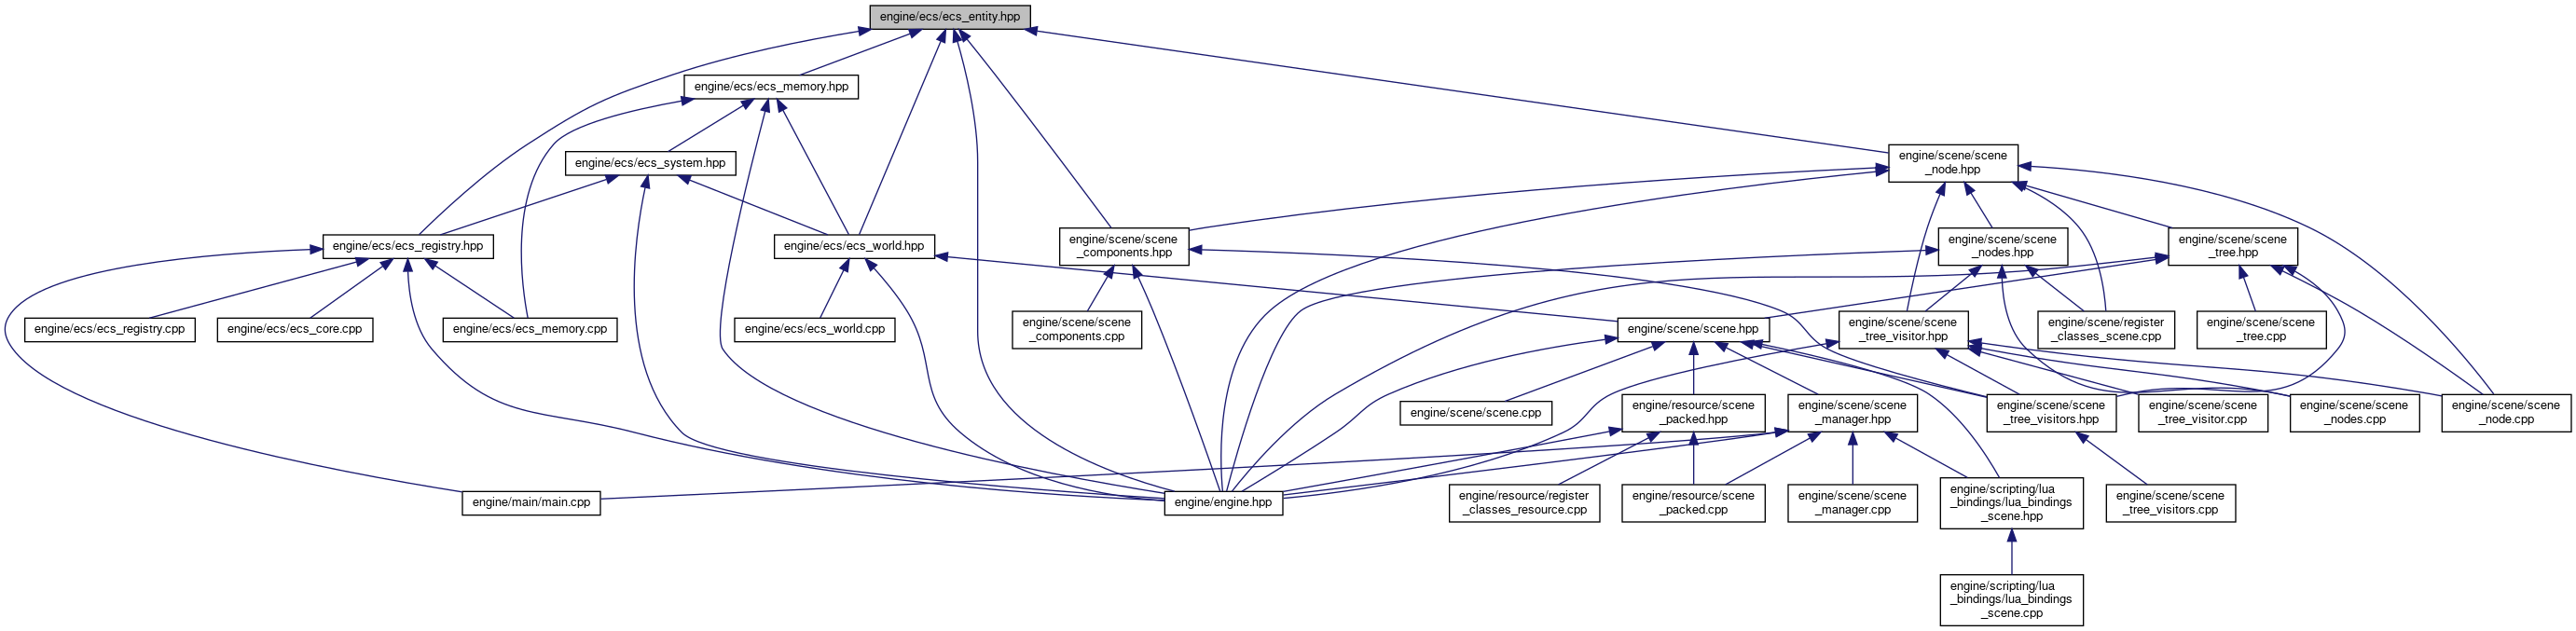 engine/ecs/ecs_entity.hpp
engine/ecs/ecs_memory.hpp
engine/ecs/ecs_system.hpp
engine/scene/scene
_node.hpp
engine/ecs/ecs_registry.hpp
engine/ecs/ecs_world.hpp
engine/scene/scene
_components.hpp
engine/scene/scene
_nodes.hpp
engine/scene/scene
_tree.hpp
engine/ecs/ecs_registry.cpp
engine/ecs/ecs_core.cpp
engine/ecs/ecs_memory.cpp
engine/ecs/ecs_world.cpp
engine/scene/scene
_components.cpp
engine/scene/scene.hpp
engine/scene/scene
_tree_visitor.hpp
engine/scene/register
_classes_scene.cpp
engine/scene/scene
_tree.cpp
engine/scene/scene.cpp
engine/resource/scene
_packed.hpp
engine/scene/scene
_manager.hpp
engine/scene/scene
_tree_visitors.hpp
engine/scene/scene
_tree_visitor.cpp
engine/scene/scene
_nodes.cpp
engine/scene/scene
_node.cpp
engine/main/main.cpp
engine/engine.hpp
engine/resource/register
_classes_resource.cpp
engine/resource/scene
_packed.cpp
engine/scene/scene
_manager.cpp
engine/scripting/lua
_bindings/lua_bindings
_scene.hpp
engine/scene/scene
_tree_visitors.cpp
engine/scripting/lua
_bindings/lua_bindings
_scene.cpp